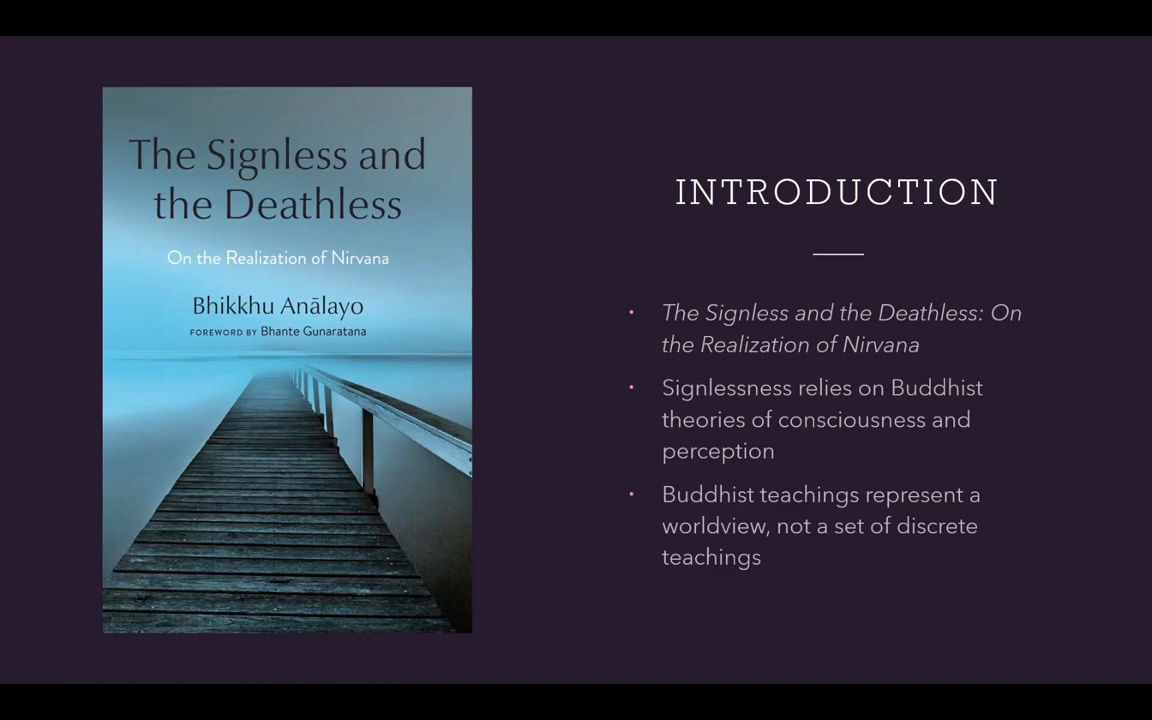 The Signless and
the Deathless
On the Realization of Nirvana
Bhikkhu Anālayo
FOREWORD BY Bhante Gunaratana
INTRODUCTION
• The Signless and the Deathless: On
the Realization of Nirvana
• Signlessness relies on Buddhist
theories of consciousness and
perception
• Buddhist teachings represent a
worldview, not a set of discrete
teachings